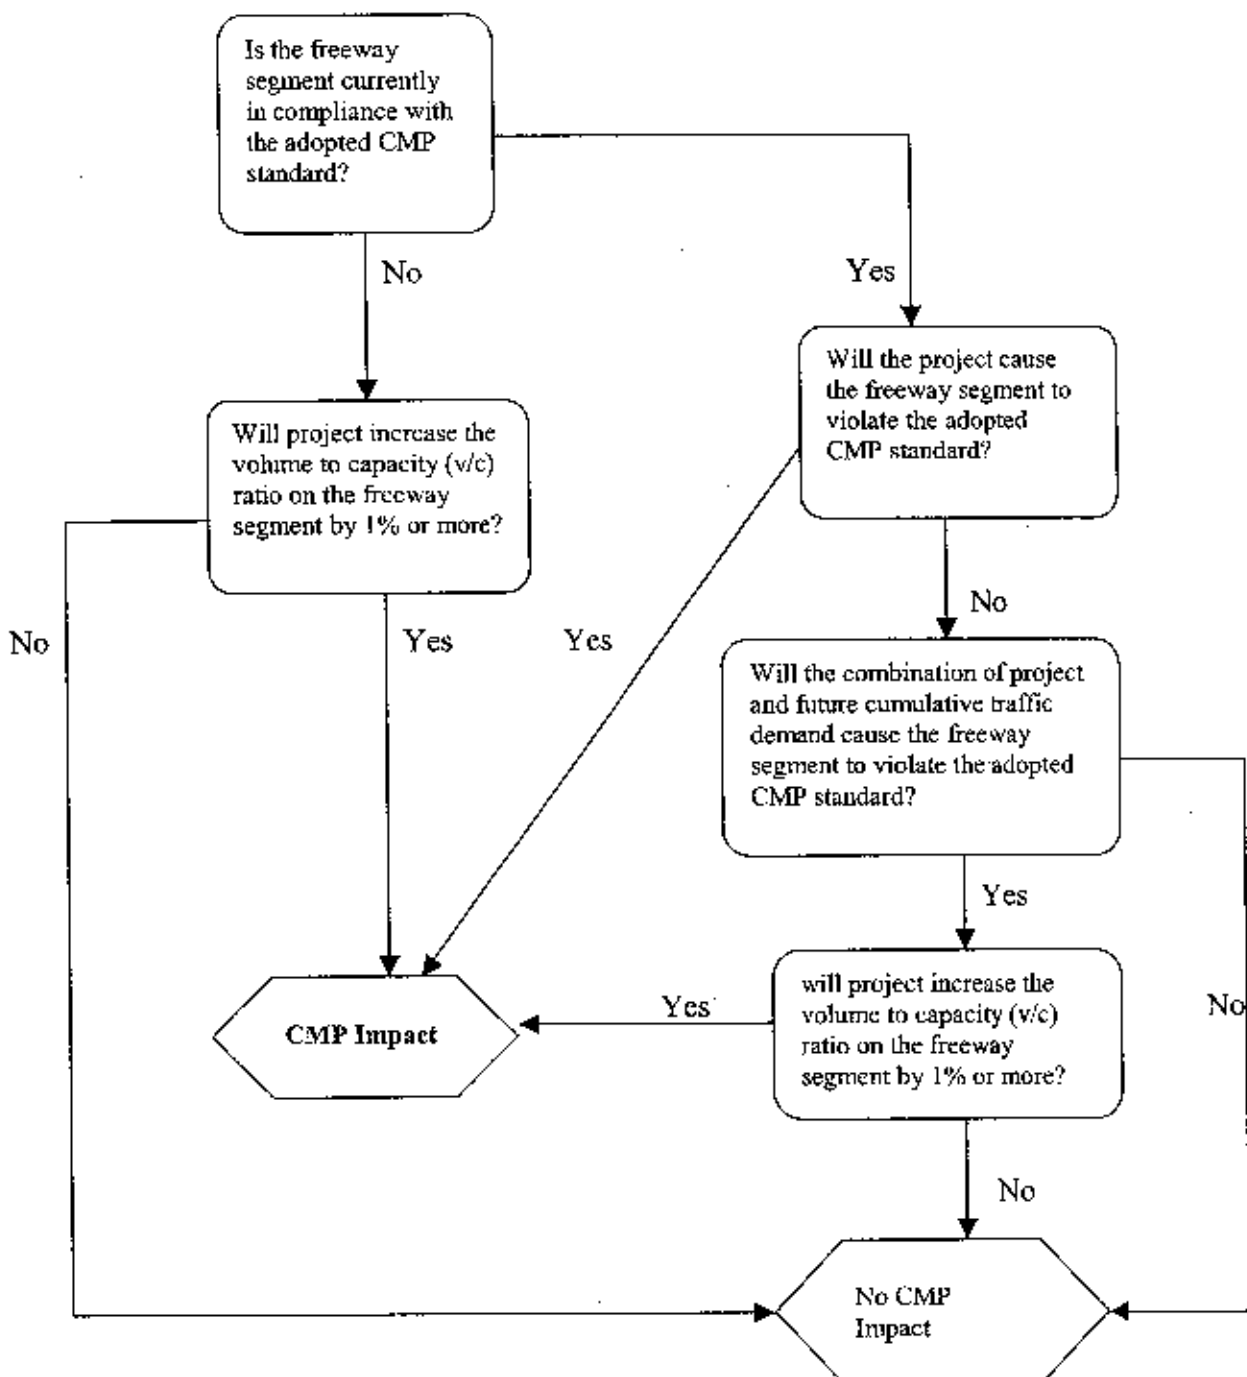 Is the freeway
segment currently
in compliance with
the adopted CMP
standard?
No
Yes
Will the project cause
the freeway segment to
violate the adopted
CMP standard?
Will project increase the
volume to capacity (v/c)
ratio on the freeway
segment by 1% or more?
No
Yes
Yes
No
Will the combination of project
and future cumulative traffic
demand cause the freeway
segment to violate the adopted
CMP standard?
Yes
No
will project increase the
volume to capacity (v/c)
ratio on the freeway
segment by 1% or more?
Yes
CMP Impact
No
No CMP
Impact